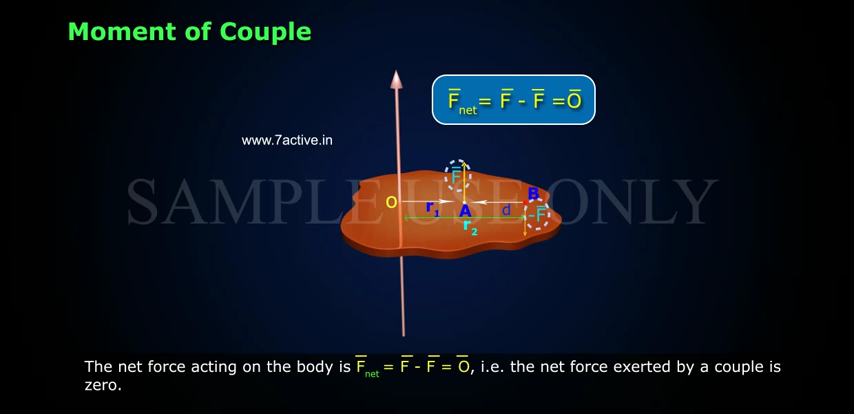 Moment of Couple
F̅net = F̅ - F̅ = O̅
www.7active.in
SAMPLE USE ONLY
F̅
O
r1
A
d
B
-F̅
r2
The net force acting on the body is F̅net = F̅ - F̅ = O̅, i.e. the net force exerted by a couple is
zero.